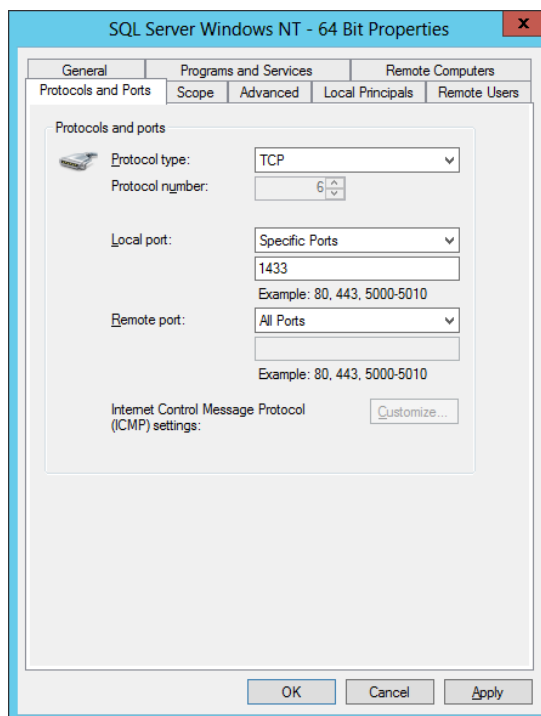 SQL Server Windows NT - 64 Bit Properties
x
General Programs and Services Remote Computers
Protocols and Ports Scope Advanced Local Principals Remote Users
Protocols and ports
Protocol type: TCP
Protocol number: 6
Local port: Specific Ports
1433
Example: 80, 443, 5000-5010
Remote port: All Ports
Example: 80, 443, 5000-5010
Internet Control Message Protocol Customize...
(ICMP) settings:
OK Cancel Apply